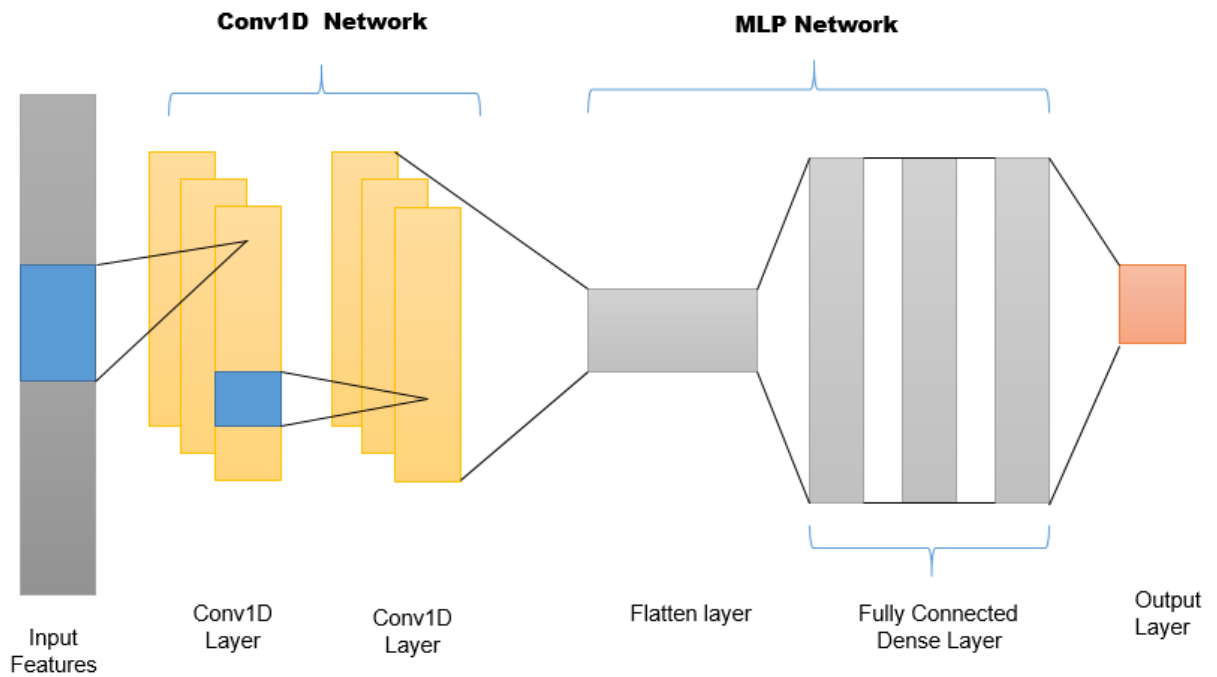 Conv1D Network
MLP Network
Input
Features
Conv1D
Layer
Conv1D
Layer
Flatten layer
Fully Connected
Dense Layer
Output
Layer